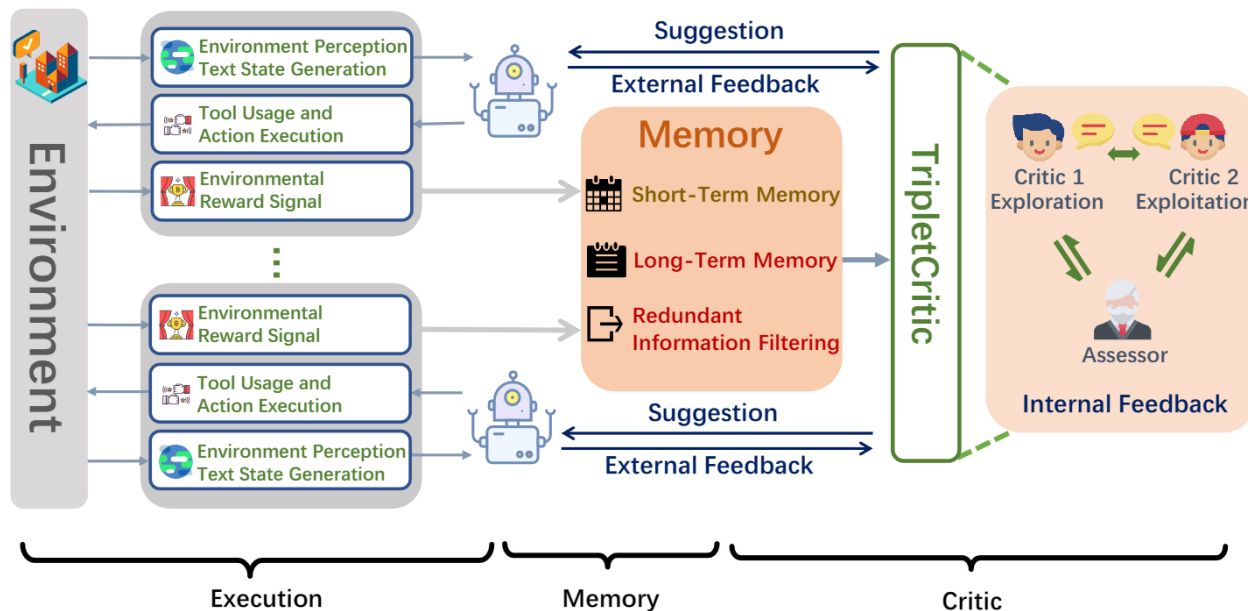 Environment
Environment Perception
Text State Generation
Tool Usage and
Action Execution
Environmental
Reward Signal
Environmental
Reward Signal
Tool Usage and
Action Execution
Environment Perception
Text State Generation
Suggestion
External Feedback
Memory
Short-Term Memory
Long-Term Memory
Redundant
Information Filtering
Suggestion
External Feedback
TripletCritic
Critic 1
Exploration
Critic 2
Exploitation
Assessor
Internal Feedback
Execution
Memory
Critic